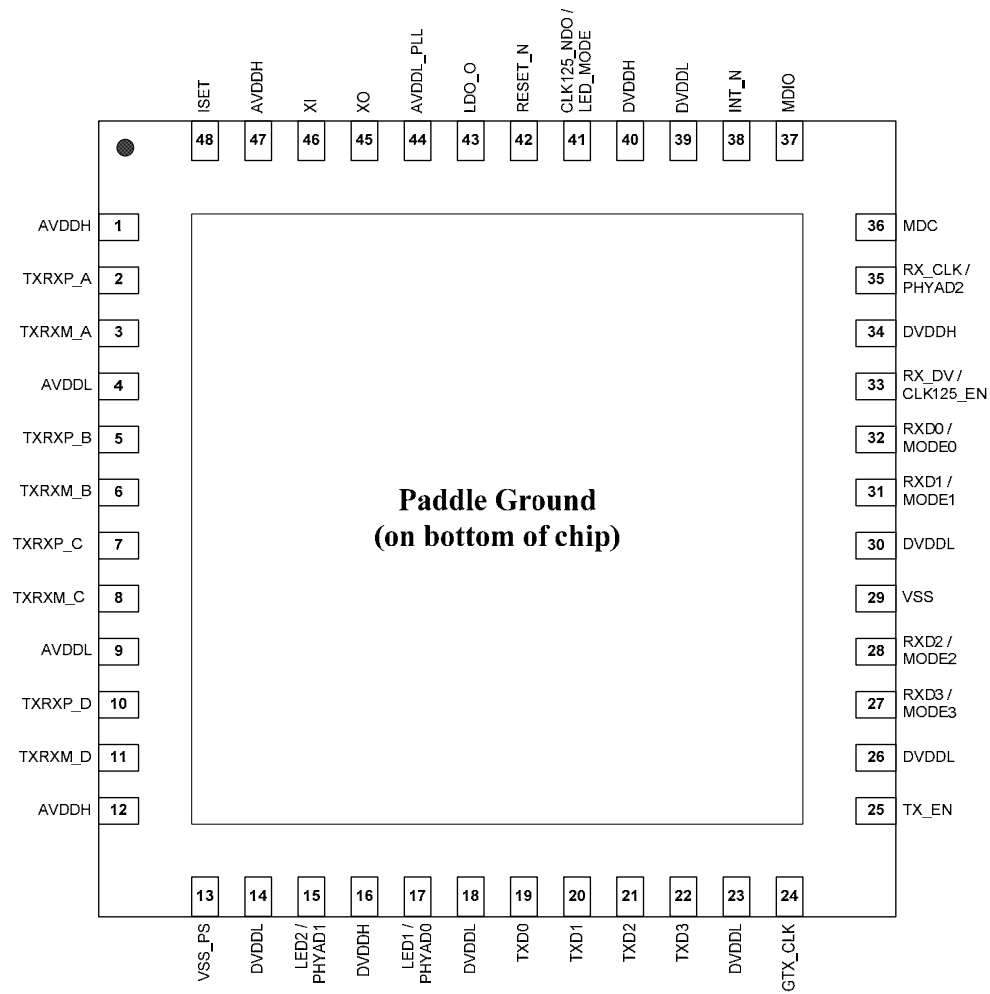 ISET
AVDDH
XI
XO
AVDDL_PLL
LDO_O
RESET_N
CLK125_NDO /
LED_MODE
DVDDH
DVDDL
INT_N
MDIO
48
47
46
45
44
43
42
41
40
39
38
37
AVDDH 1
TXRXP_A 2
TXRXM_A 3
AVDDL 4
TXRXP_B 5
TXRXM_B 6
TXRXP_C 7
TXRXM_C 8
AVDDL 9
TXRXP_D 10
TXRXM_D 11
AVDDH 12
Paddle Ground
(on bottom of chip)
36 MDC
35 RX_CLK /
PHYAD2
34 DVDDH
33 RX_DV /
CLK125_EN
32 RXD0 /
MODE0
31 RXD1 /
MODE1
30 DVDDL
29 VSS
28 RXD2 /
MODE2
27 RXD3 /
MODE3
26 DVDDL
25 TX_EN
13
14
15
16
17
18
19
20
21
22
23
24
VSS_PS
DVDDL
LED2 /
PHYAD1
DVDDH
LED1 /
PHYAD0
DVDDL
TXD0
TXD1
TXD2
TXD3
DVDDL
GTX_CLK